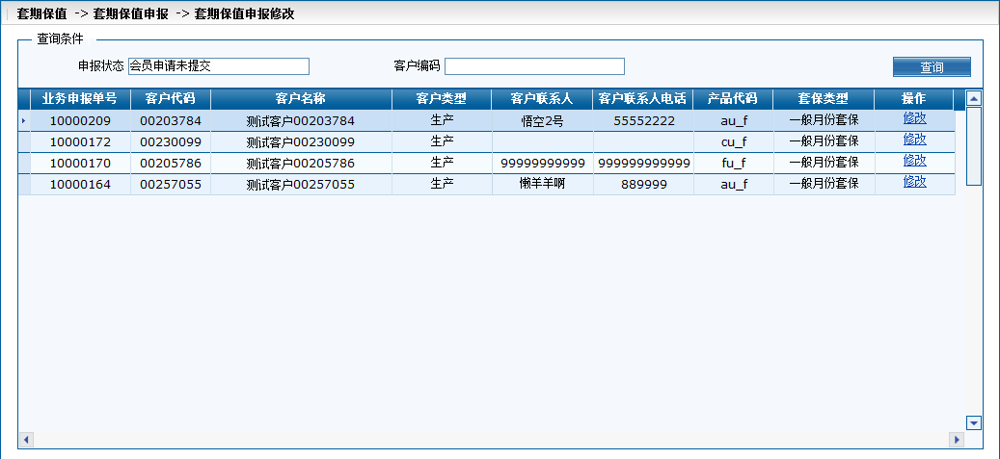 套期保值 -> 套期保值申报 -> 套期保值申报修改
查询条件
申报状态 会员申请未提交 客户编码 查询
业务申报单号 客户代码 客户名称 客户类型 客户联系人 客户联系人电话 产品代码 套保类型 操作
10000209 00203784 测试客户00203784 生产 悟空2号 55552222 au_f 一般月份套保 修改
10000172 00230099 测试客户00230099 生产 cu_f 一般月份套保 修改
10000170 00205786 测试客户00205786 生产 99999999999 999999999999 fu_f 一般月份套保 修改
10000164 00257055 测试客户00257055 生产 懒羊羊啊 889999 au_f 一般月份套保 修改